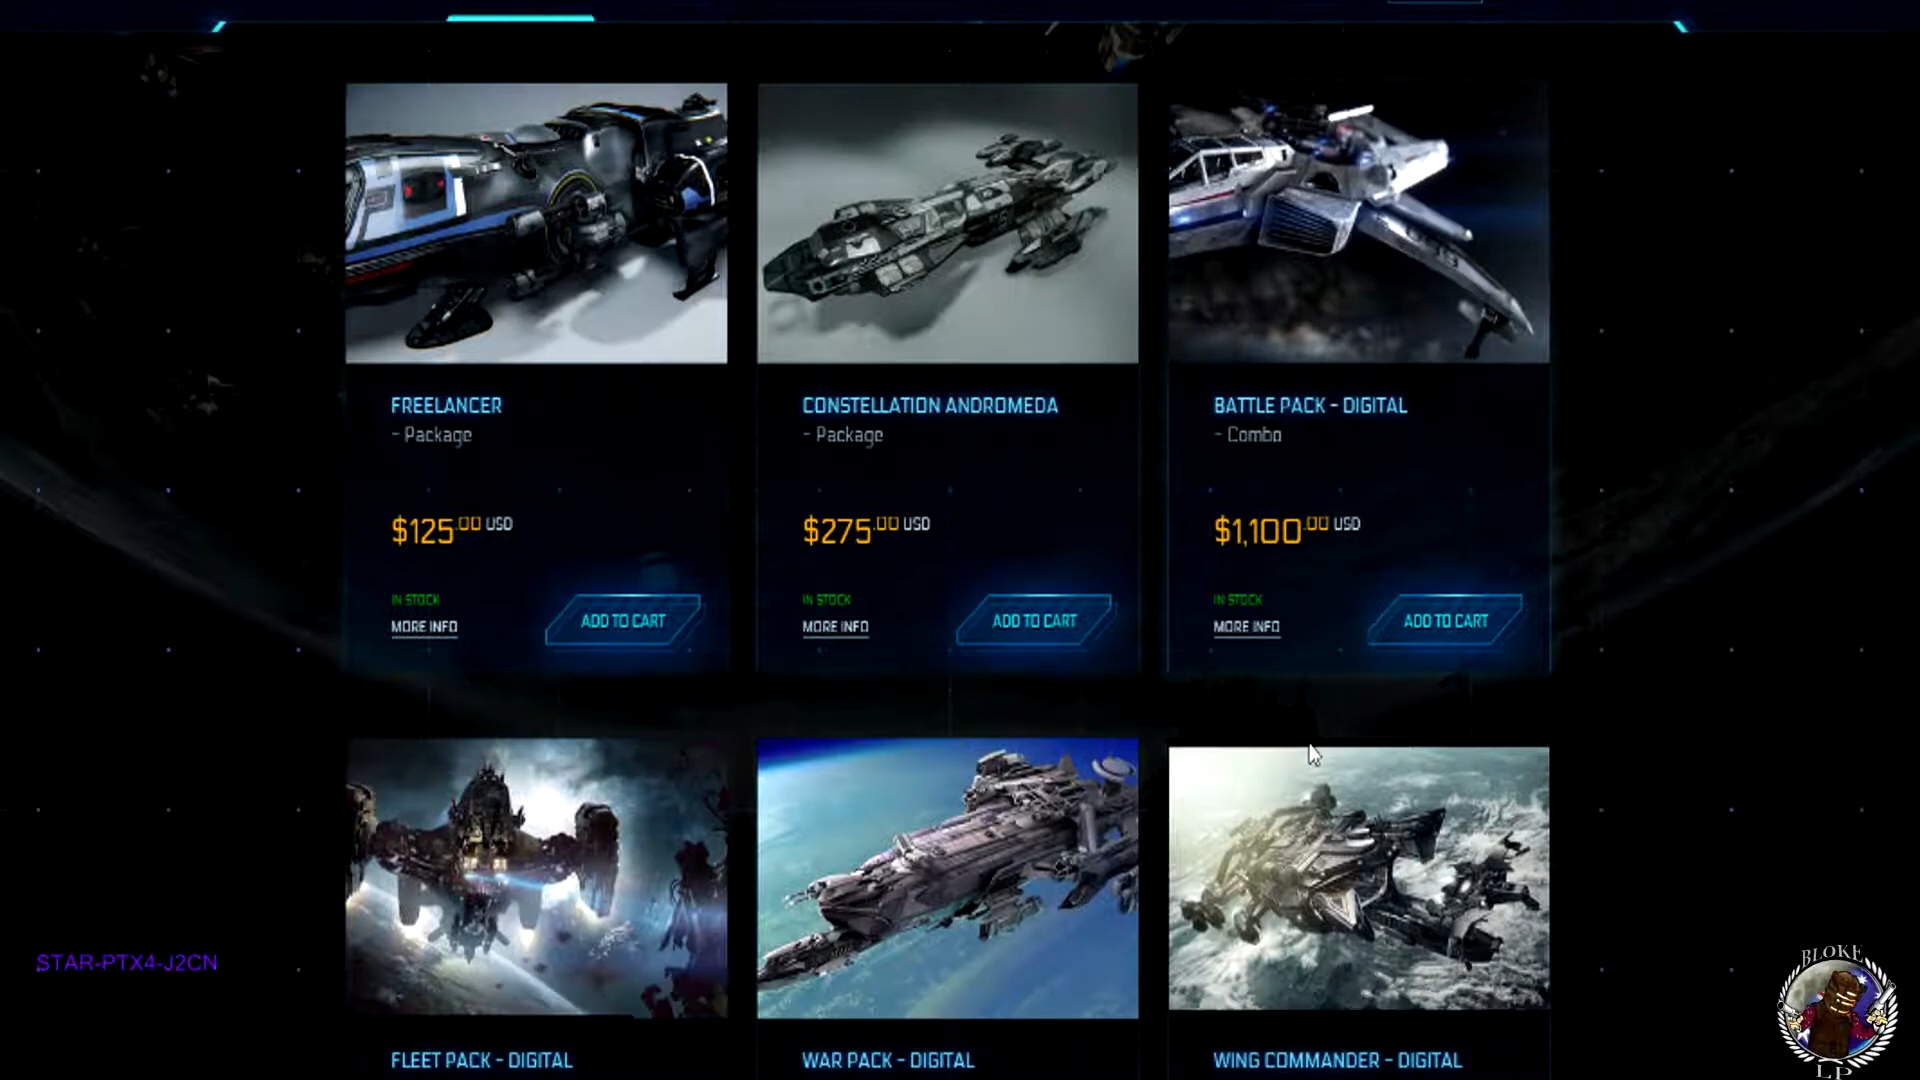 FREELANCER
- Package
$125.00 USD
IN STOCK
MORE INFO
ADD TO CART
CONSTELLATION ANDROMEDA
- Package
$275.00 USD
IN STOCK
MORE INFO
ADD TO CART
BATTLE PACK - DIGITAL
- Combo
$1,100.00 USD
IN STOCK
MORE INFO
ADD TO CART
FLEET PACK - DIGITAL
WAR PACK - DIGITAL
WING COMMANDER - DIGITAL
STAR-PTX4-J2CN
BLOKE
LP